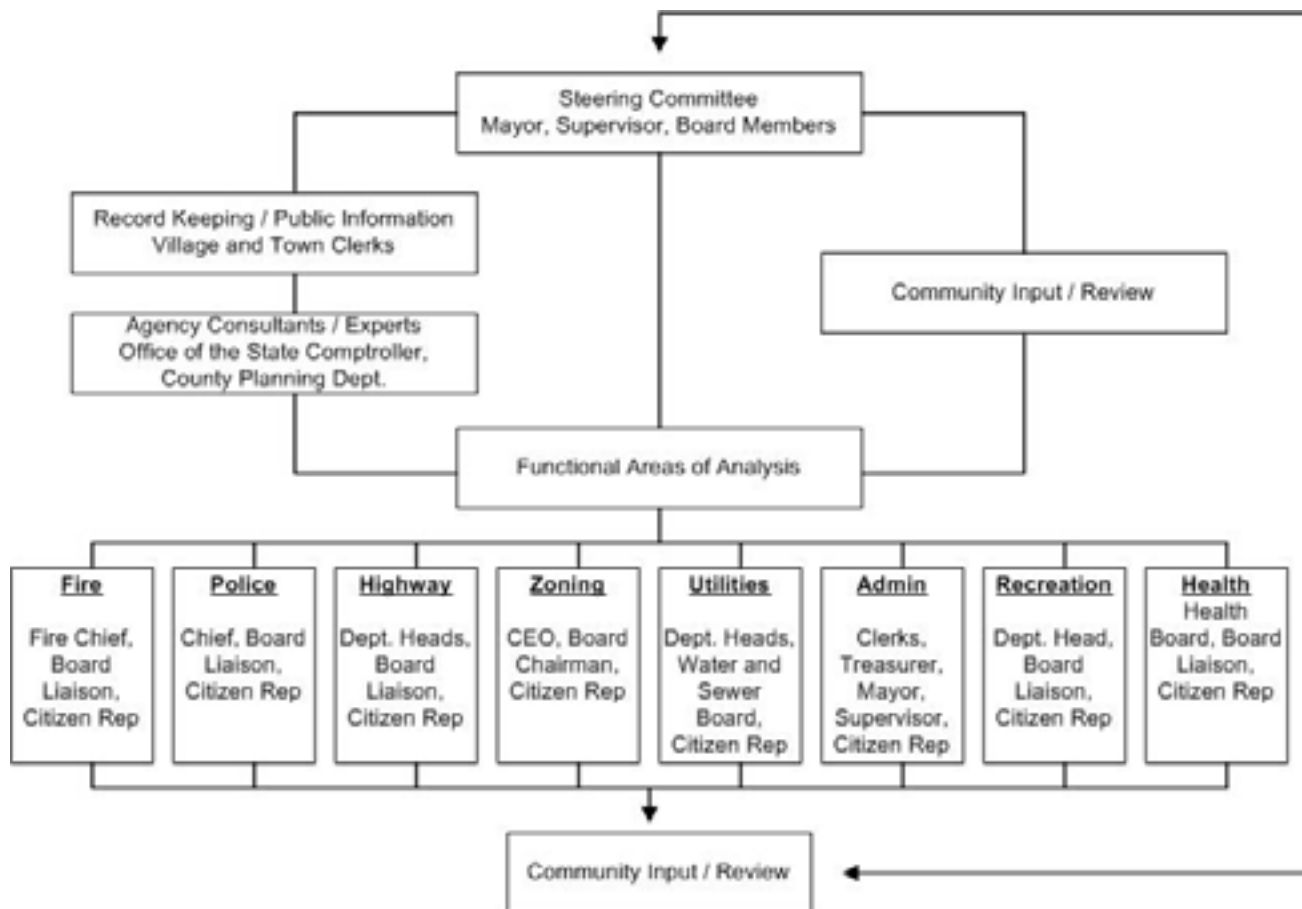 Steering Committee
Mayor, Supervisor, Board Members
Record Keeping / Public Information
Village and Town Clerks
Community Input / Review
Agency Consultants / Experts
Office of the State Comptroller,
County Planning Dept.
Functional Areas of Analysis
Fire
Fire Chief,
Board
Liaison,
Citizen Rep
Police
Chief, Board
Liaison,
Citizen Rep
Highway
Dept. Heads,
Board
Liaison,
Citizen Rep
Zoning
CEO, Board
Chairman,
Citizen Rep
Utilities
Dept. Heads,
Water and
Sewer
Board,
Citizen Rep
Admin
Clerks,
Treasurer,
Mayor,
Supervisor,
Citizen Rep
Recreation
Dept. Head,
Board
Liaison,
Citizen Rep
Health
Health
Board, Board
Liaison,
Citizen Rep
Community Input / Review